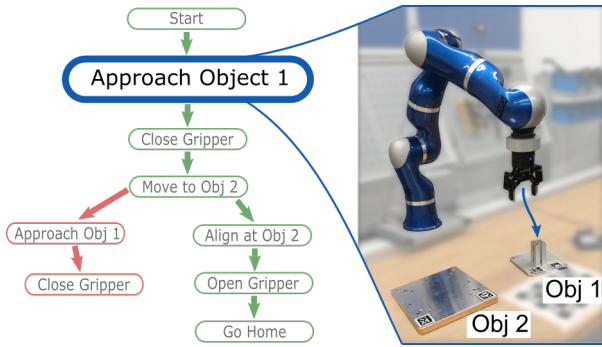 Start
Approach Object 1
Close Gripper
Move to Obj 2
Approach Obj 1
Align at Obj 2
Close Gripper
Open Gripper
Go Home
Obj 1
Obj 2